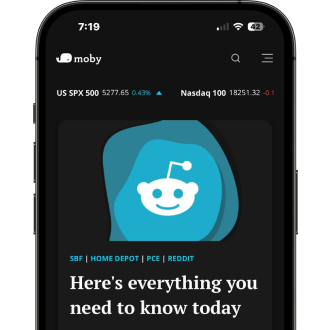 7:19
42
moby
US SPX 500 5277.65 0.43% Nasdaq 100 18251.32 -0.1
SBF | HOME DEPOT | PCE | REDDIT
Here's everything you
need to know today